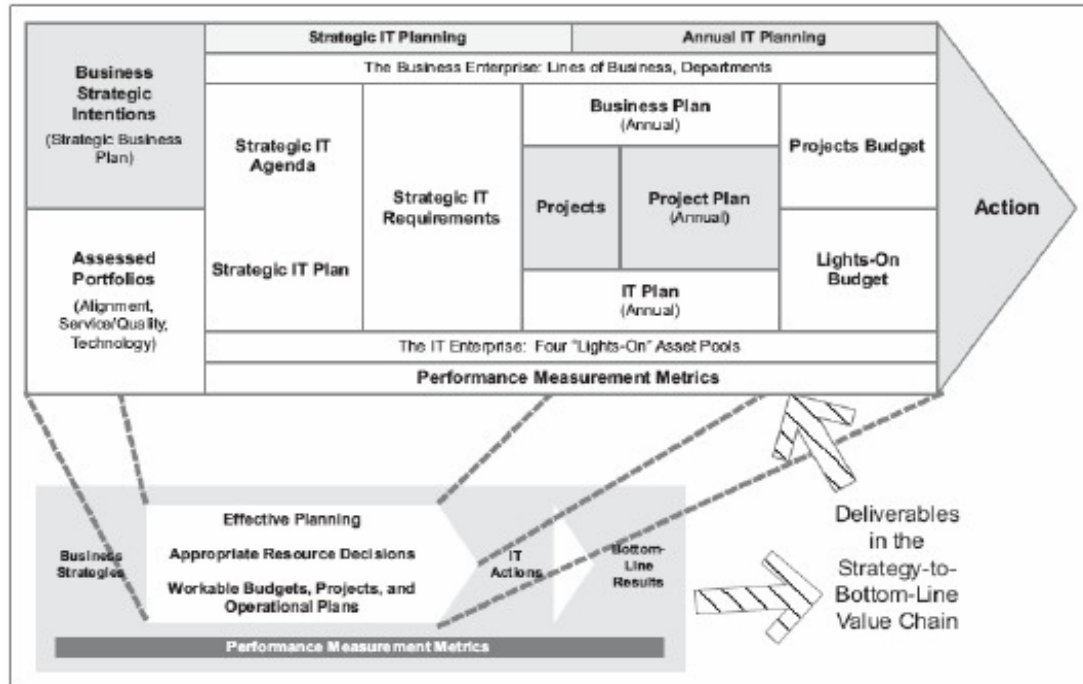 Strategic IT Planning
Annual IT Planning
The Business Enterprise: Lines of Business, Departments
Business
Strategic
Intentions
(Strategic Business
Plan)
Assessed
Portfolios
(Alignment,
Service/Quality,
Technology)
Strategic IT
Agenda
Strategic IT Plan
Strategic IT
Requirements
Business Plan
(Annual)
Projects
Project Plan
(Annual)
IT Plan
(Annual)
Projects Budget
Lights-On
Budget
Action
The IT Enterprise: Four "Lights-On" Asset Pools
Performance Measurement Metrics
Business
Strategies
Effective Planning
Appropriate Resource Decisions
Workable Budgets, Projects, and
Operational Plans
IT
Actions
Bottom-
Line
Results
Performance Measurement Metrics
Deliverables
in the
Strategy-to-
Bottom-Line
Value Chain